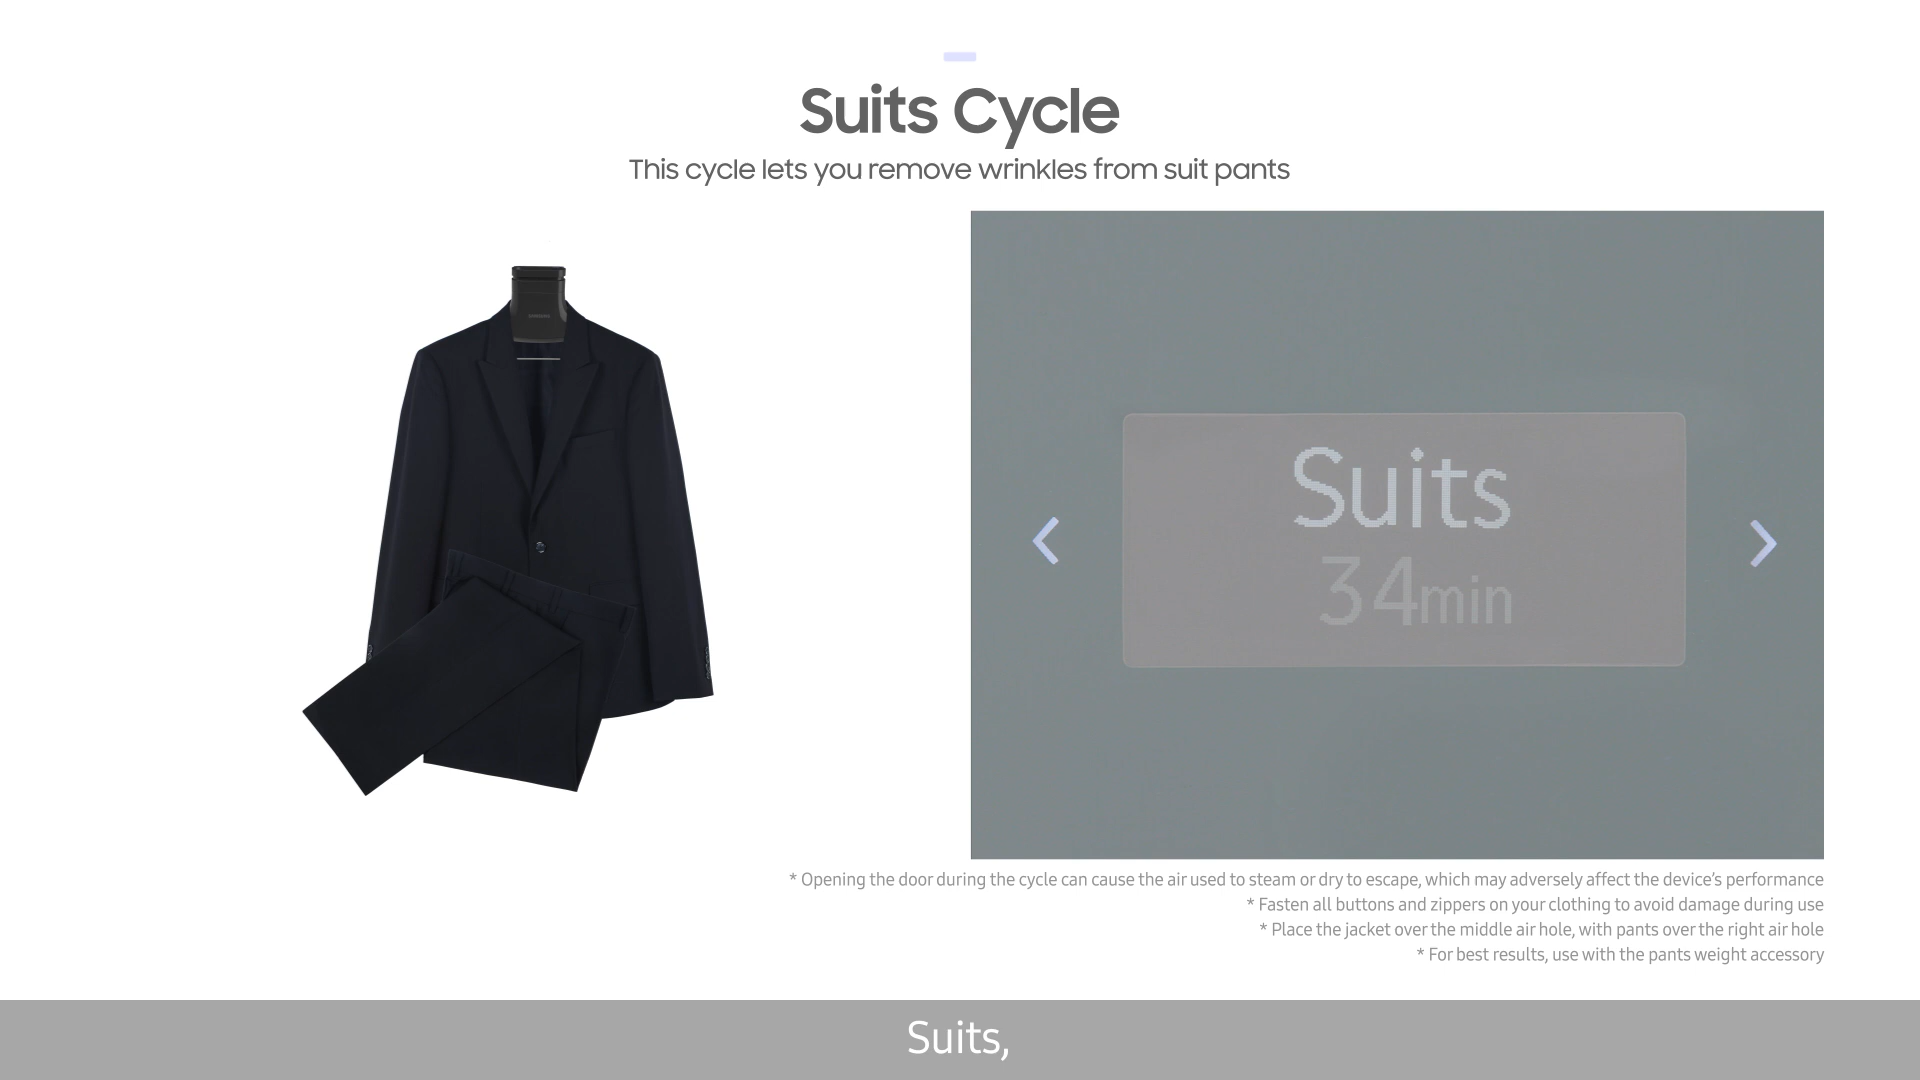 Suits Cycle
This cycle lets you remove wrinkles from suit pants
Suits
34min
* Opening the door during the cycle can cause the air used to steam or dry to escape, which may adversely affect the device's performance
* Fasten all buttons and zippers on your clothing to avoid damage during use
* Place the jacket over the middle air hole, with pants over the right air hole
* For best results, use with the pants weight accessory
Suits,